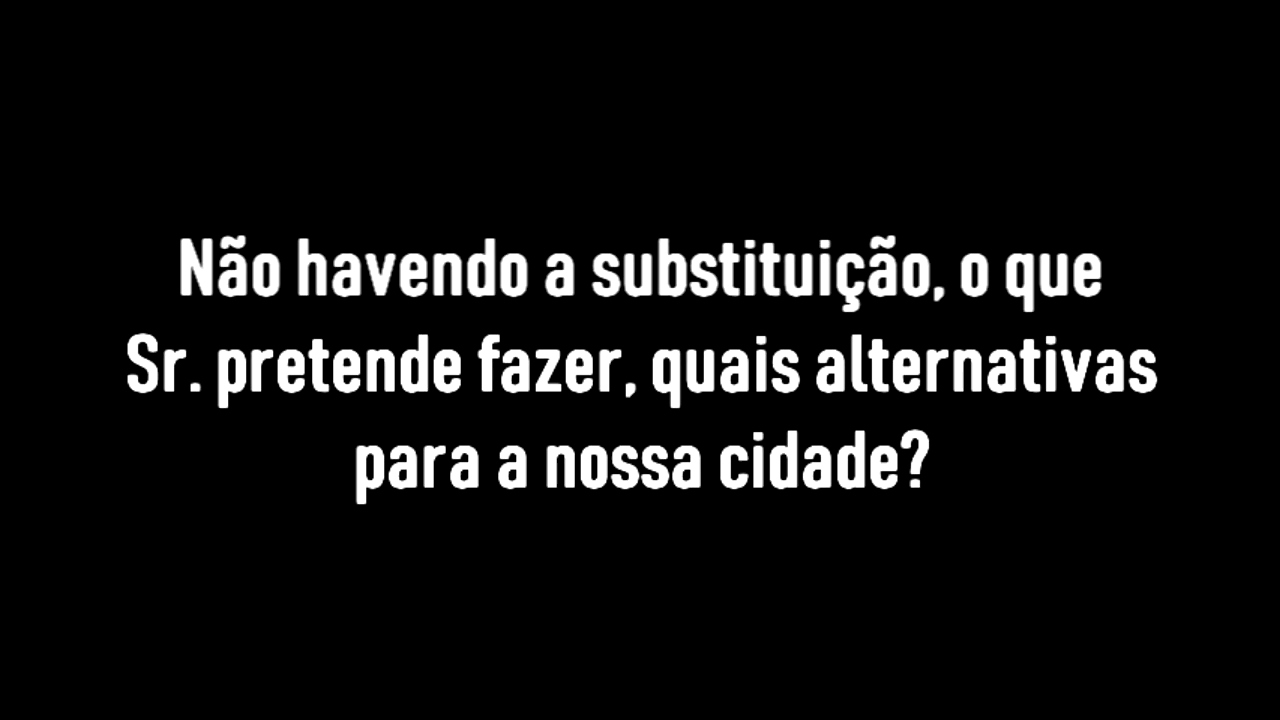 Não havendo a substituição, o que
Sr. pretende fazer, quais alternativas
para a nossa cidade?